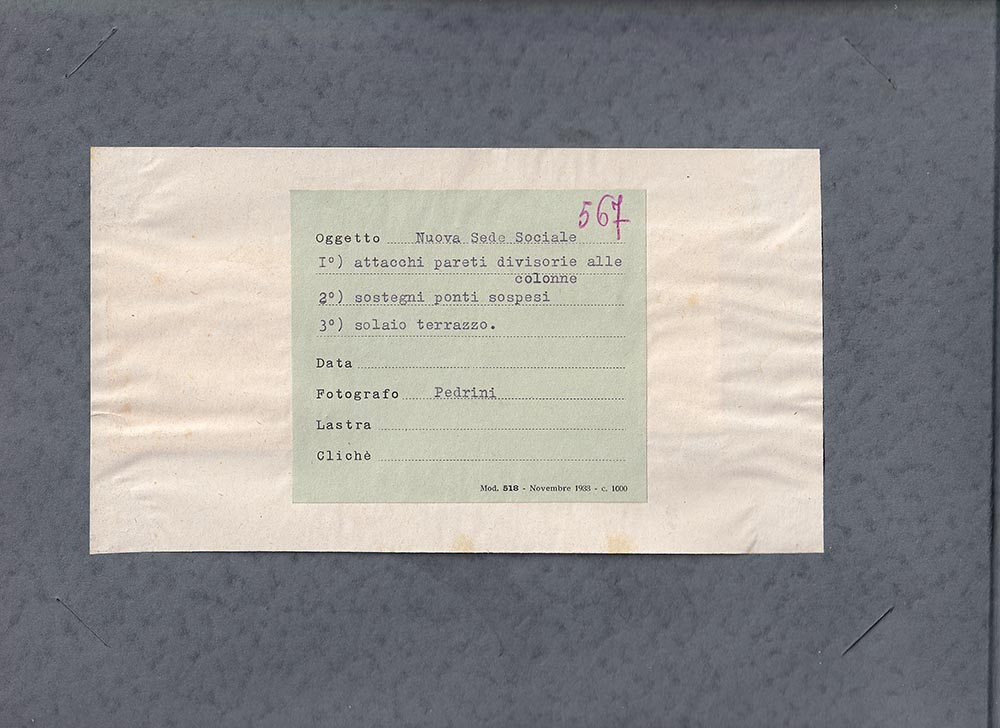 567
Oggetto Nuova Sede Sociale
I°) attacchi pareti divisorie alle
colonne
2°) sostegni ponti sospesi
3°) solaio terrazzo.
Data
Fotografo Pedrini
Lastra
Clichè
Mod. 518 - Novembre 1933 - c. 1000